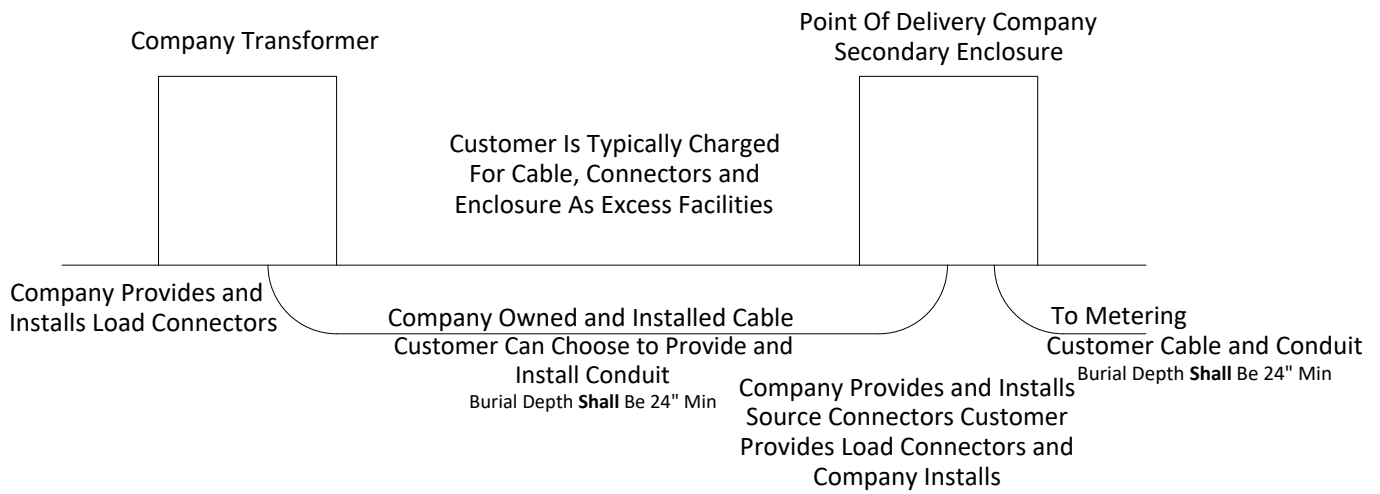 Company Transformer
Point Of Delivery Company
Secondary Enclosure
Customer Is Typically Charged
For Cable, Connectors and
Enclosure As Excess Facilities
Company Provides and
Installs Load Connectors
Company Owned and Installed Cable
Customer Can Choose to Provide and
Install Conduit
Burial Depth Shall Be 24" Min
Company Provides and Installs
Source Connectors Customer
Provides Load Connectors and
Company Installs
To Metering
Customer Cable and Conduit
Burial Depth Shall Be 24" Min